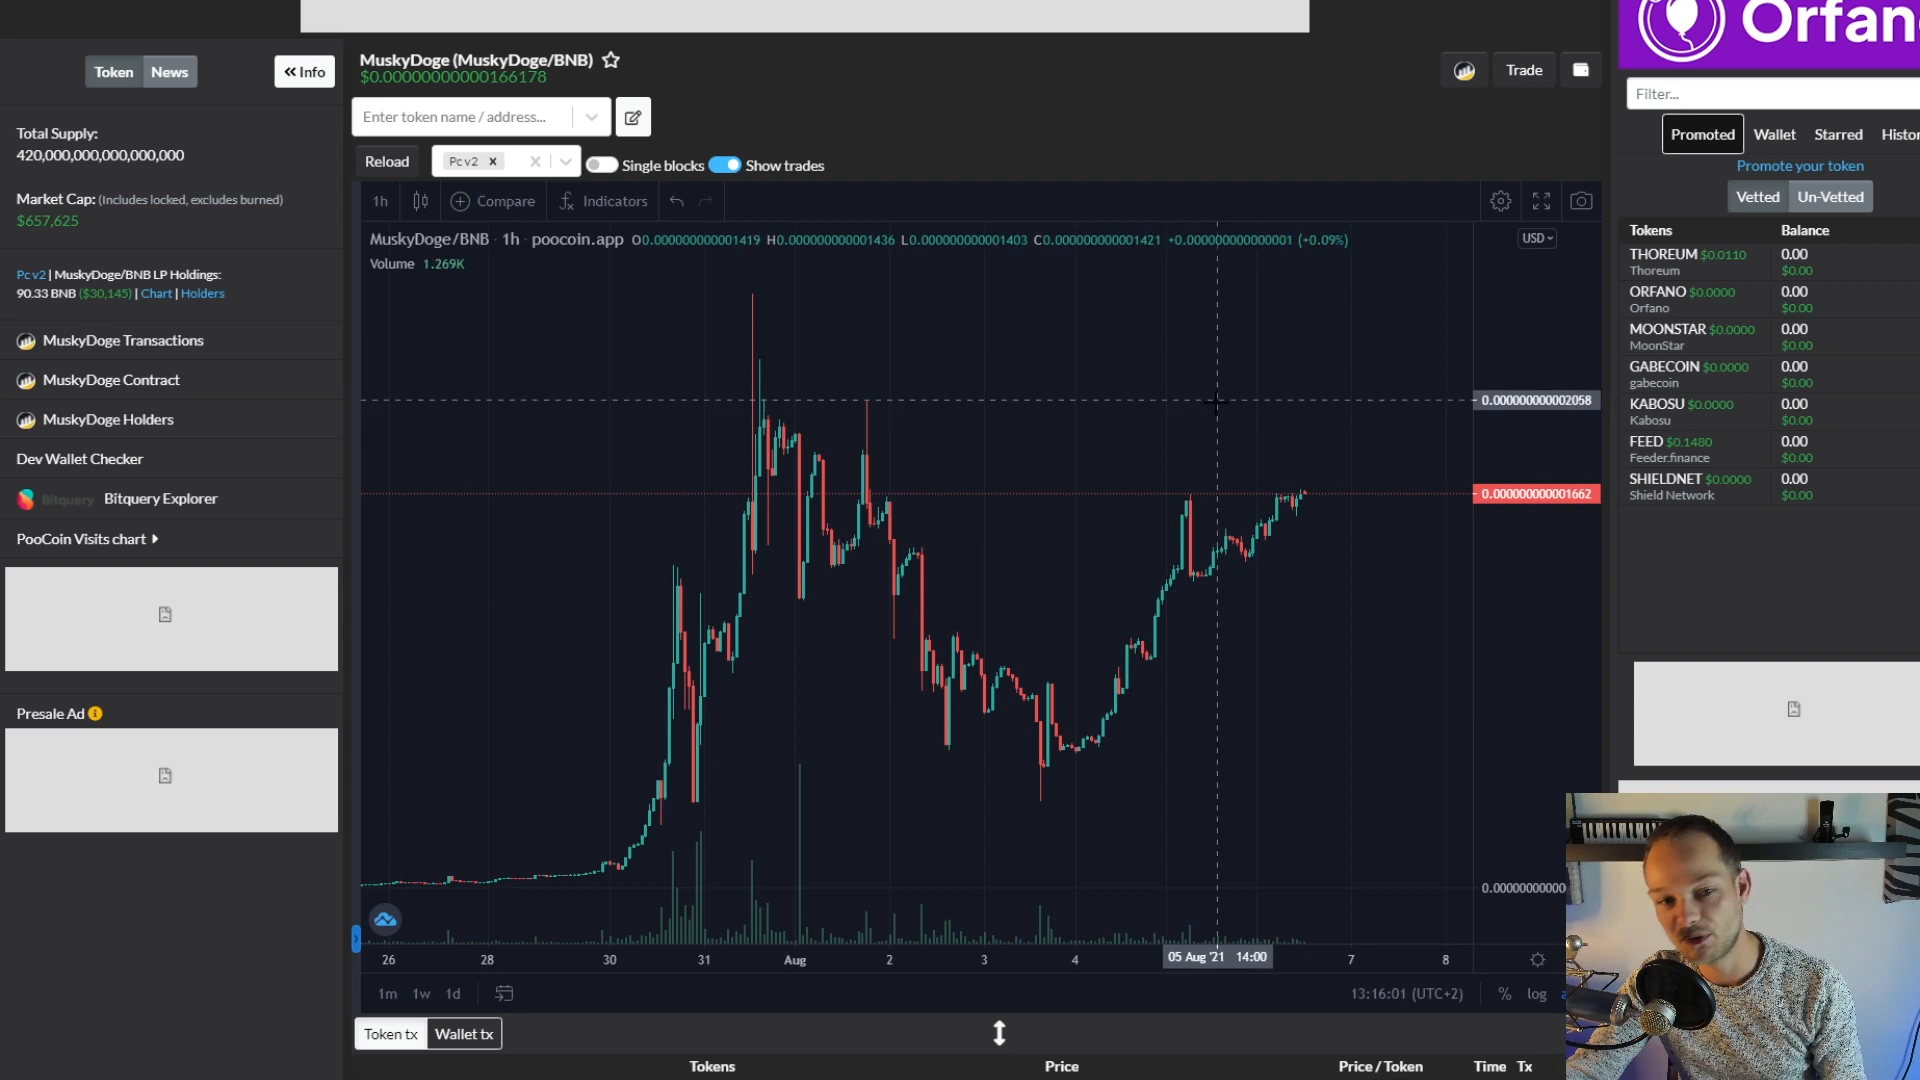 Orfan
Token
News
Info
MuskyDoge (MuskyDoge/BNB)
$0.00000000000166178
Trade
Enter token name / address...
Filter...
Total Supply:
420,000,000,000,000,000
Promoted
Wallet
Starred
Histor
Reload
Pc v2
Single blocks
Show trades
Promote your token
Market Cap: (Includes locked, excludes burned)
$657,625
Vetted
Un-Vetted
1h
Compare
Indicators
MuskyDoge/BNB · 1h · poocoin.app O0.000000000001419 H0.000000000001436 L0.000000000001403 C0.000000000001421 +0.000000000000001 (+0.09%)
USD
Volume 1.269K
Tokens
Balance
THOREUM $0.0110
0.00
Thoreum
$0.00
Pc v2 | MuskyDoge/BNB LP Holdings:
90.33 BNB ($30,145) | Chart | Holders
ORFANO $0.0000
0.00
Orfano
$0.00
MOONSTAR $0.0000
0.00
MoonStar
$0.00
MuskyDoge Transactions
GABECOIN $0.0000
0.00
gabecoin
$0.00
MuskyDoge Contract
KABOSU $0.0000
0.00
Kabosu
$0.00
0.000000000002058
MuskyDoge Holders
FEED $0.1480
0.00
Feeder.finance
$0.00
Dev Wallet Checker
SHIELDNET $0.0000
0.00
Shield Network
$0.00
0.000000000001662
Bitquery
Bitquery Explorer
PooCoin Visits chart
Presale Ad
0.00000000000
26
28
30
31
Aug
2
3
4
05 Aug '21 14:00
7
8
1m
1w
1d
13:16:01 (UTC+2)
%
log
a
Token tx
Wallet tx
Tokens
Price
Price / Token
Time
Tx